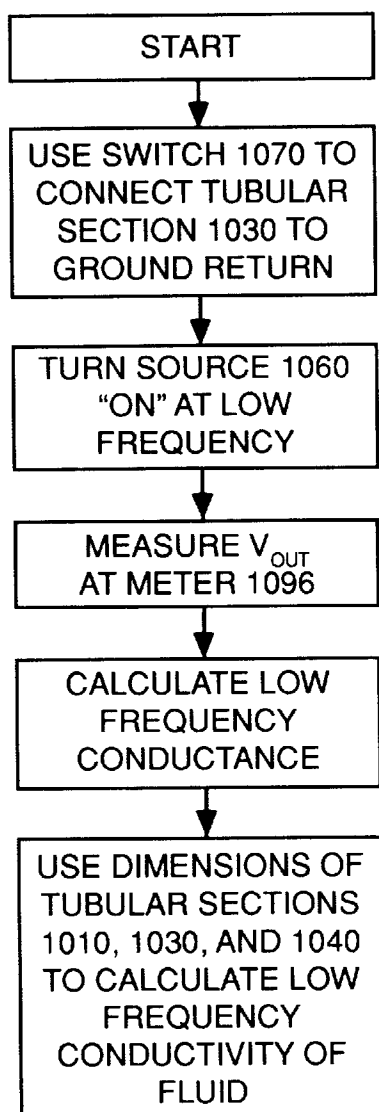 START
USE SWITCH 1070 TO
CONNECT TUBULAR
SECTION 1030 TO
GROUND RETURN
TURN SOURCE 1060
“ON” AT LOW
FREQUENCY
MEASURE VOUT
AT METER 1096
CALCULATE LOW
FREQUENCY
CONDUCTANCE
USE DIMENSIONS OF
TUBULAR SECTIONS
1010, 1030, AND 1040
TO CALCULATE LOW
FREQUENCY
CONDUCTIVITY OF
FLUID